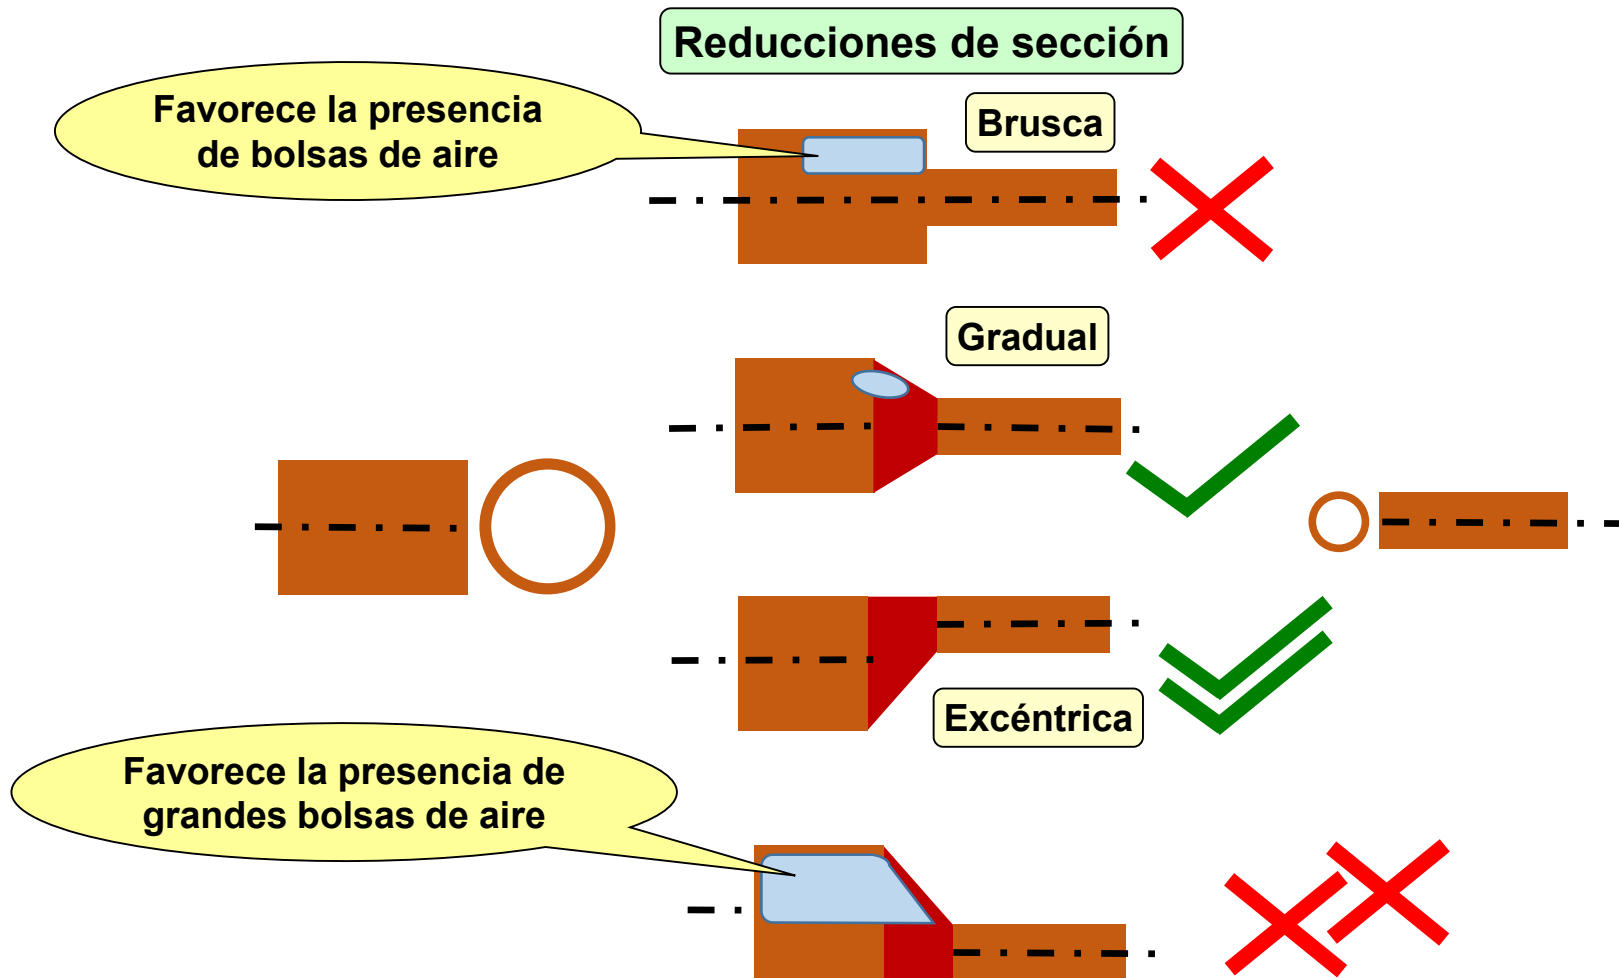 Reducciones de sección
Favorece la presencia
de bolsas de aire
Brusca
Gradual
Excéntrica
Favorece la presencia de
grandes bolsas de aire